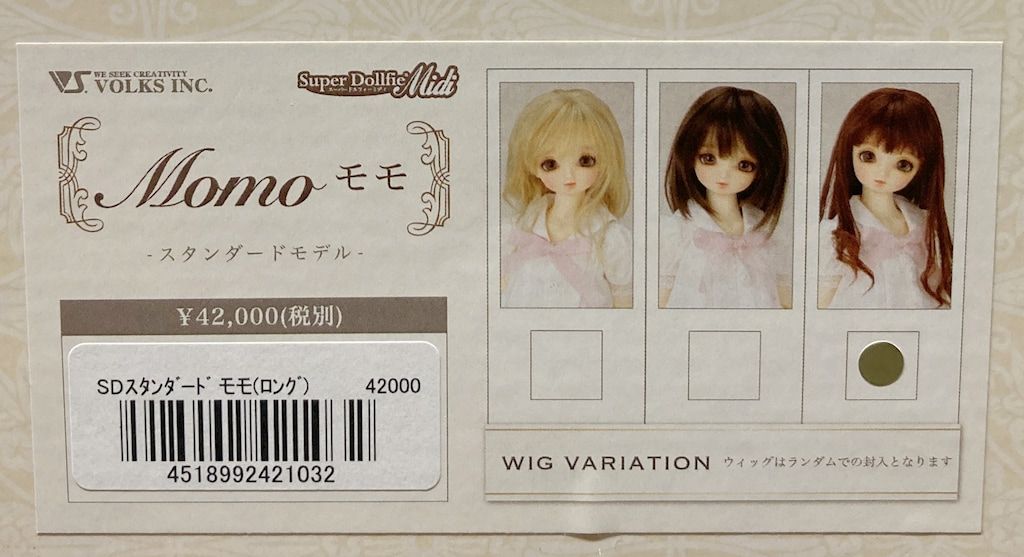 VS. WE SEEK CREATIVITY
VOLKS INC.
Super Dollfie Midi
スーパードルフィーミディ
Momo モモ
-スタンダードモデル-
¥42,000(税別)
SDスタンダード モモ(ロング) 42000
4518992421032
WIG VARIATION ウィッグはランダムでの封入となります